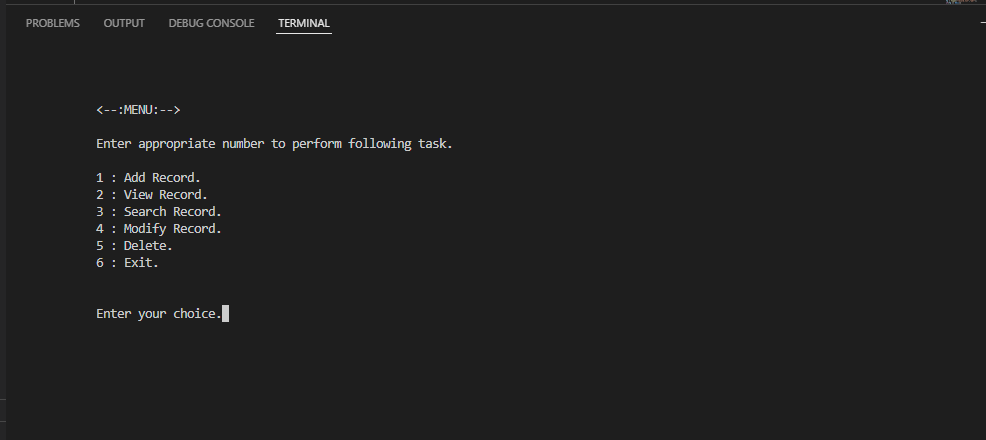 PROBLEMS OUTPUT DEBUG CONSOLE TERMINAL
<--:MENU:-->
Enter appropriate number to perform following task.
1 : Add Record.
2 : View Record.
3 : Search Record.
4 : Modify Record.
5 : Delete.
6 : Exit.
Enter your choice.